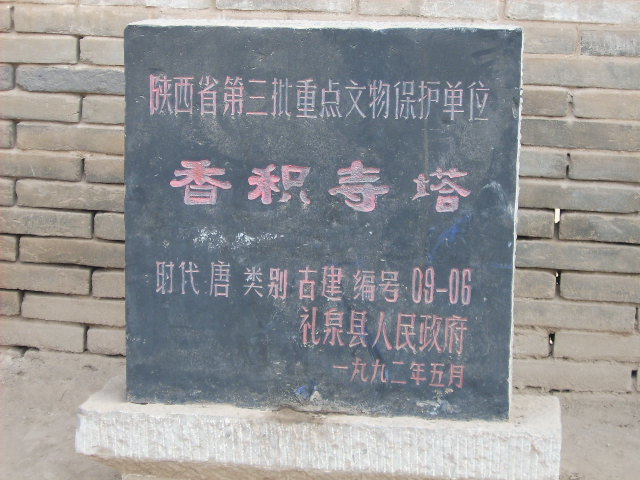 陕西省第三批重点文物保护单位
香积寺塔
时代 唐 类别 古建 编号 09-06
礼泉县人民政府
一九九二年五月